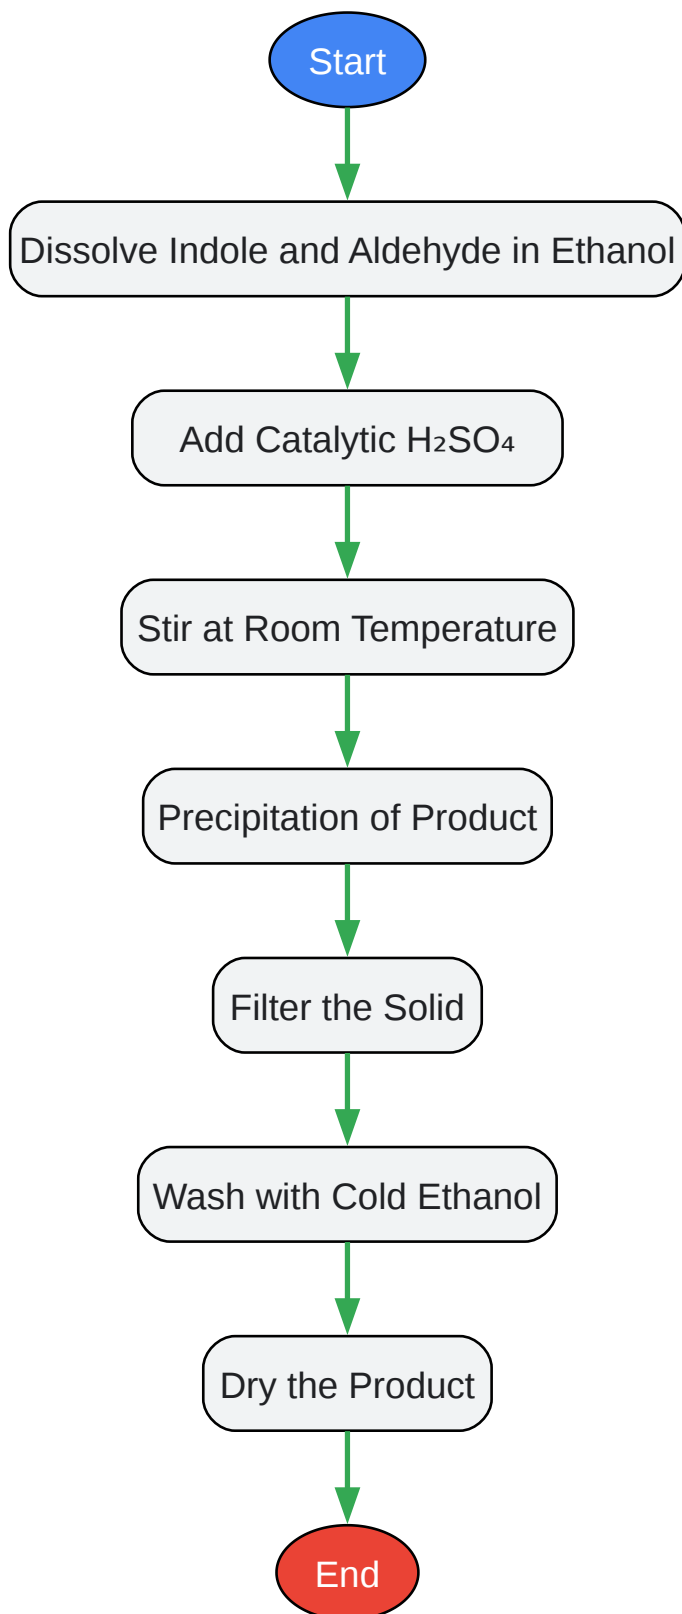 Start
Dissolve Indole and Aldehyde in Ethanol
Add Catalytic H₂SO₄
Stir at Room Temperature
Precipitation of Product
Filter the Solid
Wash with Cold Ethanol
Dry the Product
End